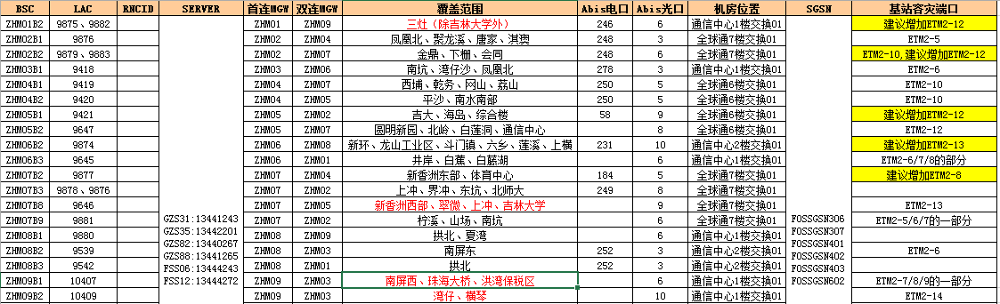 BSC LAC RNCID SERVER 首连MGW 双连MGW 覆盖范围 Abis电口 Abis光口 机房位置 SGSN 基站容灾端口
ZHM01B2 9875、9882 ZHM01 ZHM09 三灶（除吉林大学外） 246 6 通信中心1楼交换01 建议增加ETM2-12
ZHM02B1 9876 ZHM02 ZHM04 凤凰北、聚龙溪、唐家、淇澳 248 3 全球通7楼交换01 ETM2-5
ZHM02B2 9879、9883 ZHM02 ZHM07 金鼎、下栅、会同 248 6 全球通7楼交换01 ETM2-10,建议增加ETM2-12
ZHM03B1 9418 ZHM03 ZHM06 南坑、湾仔沙、凤凰北 278 3 通信中心1楼交换01 ETM2-6
ZHM04B1 9419 ZHM04 ZHM07 西埔、乾务、网山、荔山 250 5 全球通6楼交换01 ETM2-10
ZHM04B2 9420 ZHM04 ZHM05 平沙、南水南部 250 5 全球通6楼交换01 ETM2-10
ZHM05B1 9421 ZHM05 ZHM02 吉大、海岛、综合楼 58 9 全球通6楼交换01 建议增加ETM2-12
ZHM05B2 9647 ZHM05 ZHM07 圆明新园、北岭、白莲洞、通信中心 8 全球通6楼交换01 ETM2-12
ZHM06B2 9874 ZHM06 ZHM08 新环、龙山工业区、斗门镇、六乡、莲溪、上横 231 10 通信中心2楼交换01 建议增加ETM2-13
ZHM06B3 9645 ZHM06 ZHM01 井岸、白蕉、白藤湖 6 通信中心1楼交换01 ETM2-6/7/8的部分
ZHM07B2 9877 ZHM07 ZHM04 新香洲东部、体育中心 184 5 全球通7楼交换01 建议增加ETM2-8
ZHM07B3 9878、9876 ZHM07 ZHM02 上冲、界冲、东坑、北师大 249 8 全球通7楼交换01
ZHM07B8 9646 ZHM07 ZHM05 新香洲西部、翠微、上冲、吉林大学 9 全球通7楼交换01 ETM2-13
ZHM07B9 9881 ZHM07 ZHM02 柠溪、山场、南坑 6 全球通7楼交换01 ETM2-5/6/7的一部分
ZHM08B1 9880 ZHM08 ZHM09 拱北、夏湾 6 通信中心1楼交换01
ZHM08B2 9539 ZHM08 ZHM03 南屏东 252 3 通信中心1楼交换01 ETM2-6
ZHM08B3 9542 ZHM08 ZHM01 拱北 252 3 通信中心1楼交换01
ZHM09B1 10407 ZHM09 ZHM03 南屏西、珠海大桥、洪湾保税区 6 通信中心1楼交换01 ETM2-7/8/9的一部分
ZHM09B2 10409 ZHM09 ZHM03 湾仔、横琴 10 通信中心1楼交换01 ETM2-14
GZS31:13441243
GZS35:13442201
GZS82:13440267
GZS88:13441265
FSS06:13444243
FSS12:13444272
FOSSGSN306
FOSSGSN307
FOSSGSN401
FOSSGSN402
FOSSGSN403
FOSSGSN602